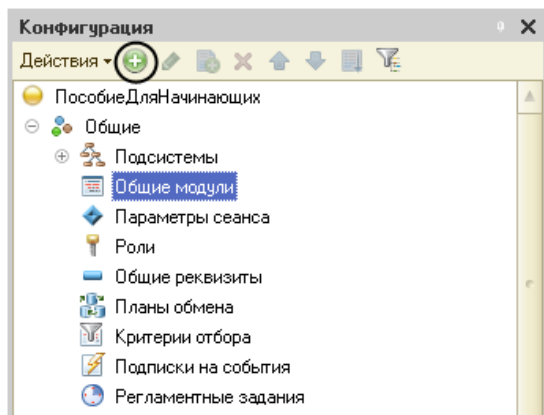 Конфигурация
Действия
ПособиеДляНачинающих
Общие
Подсистемы
Общие модули
Параметры сеанса
Роли
Общие реквизиты
Планы обмена
Критерии отбора
Подписки на события
Регламентные задания